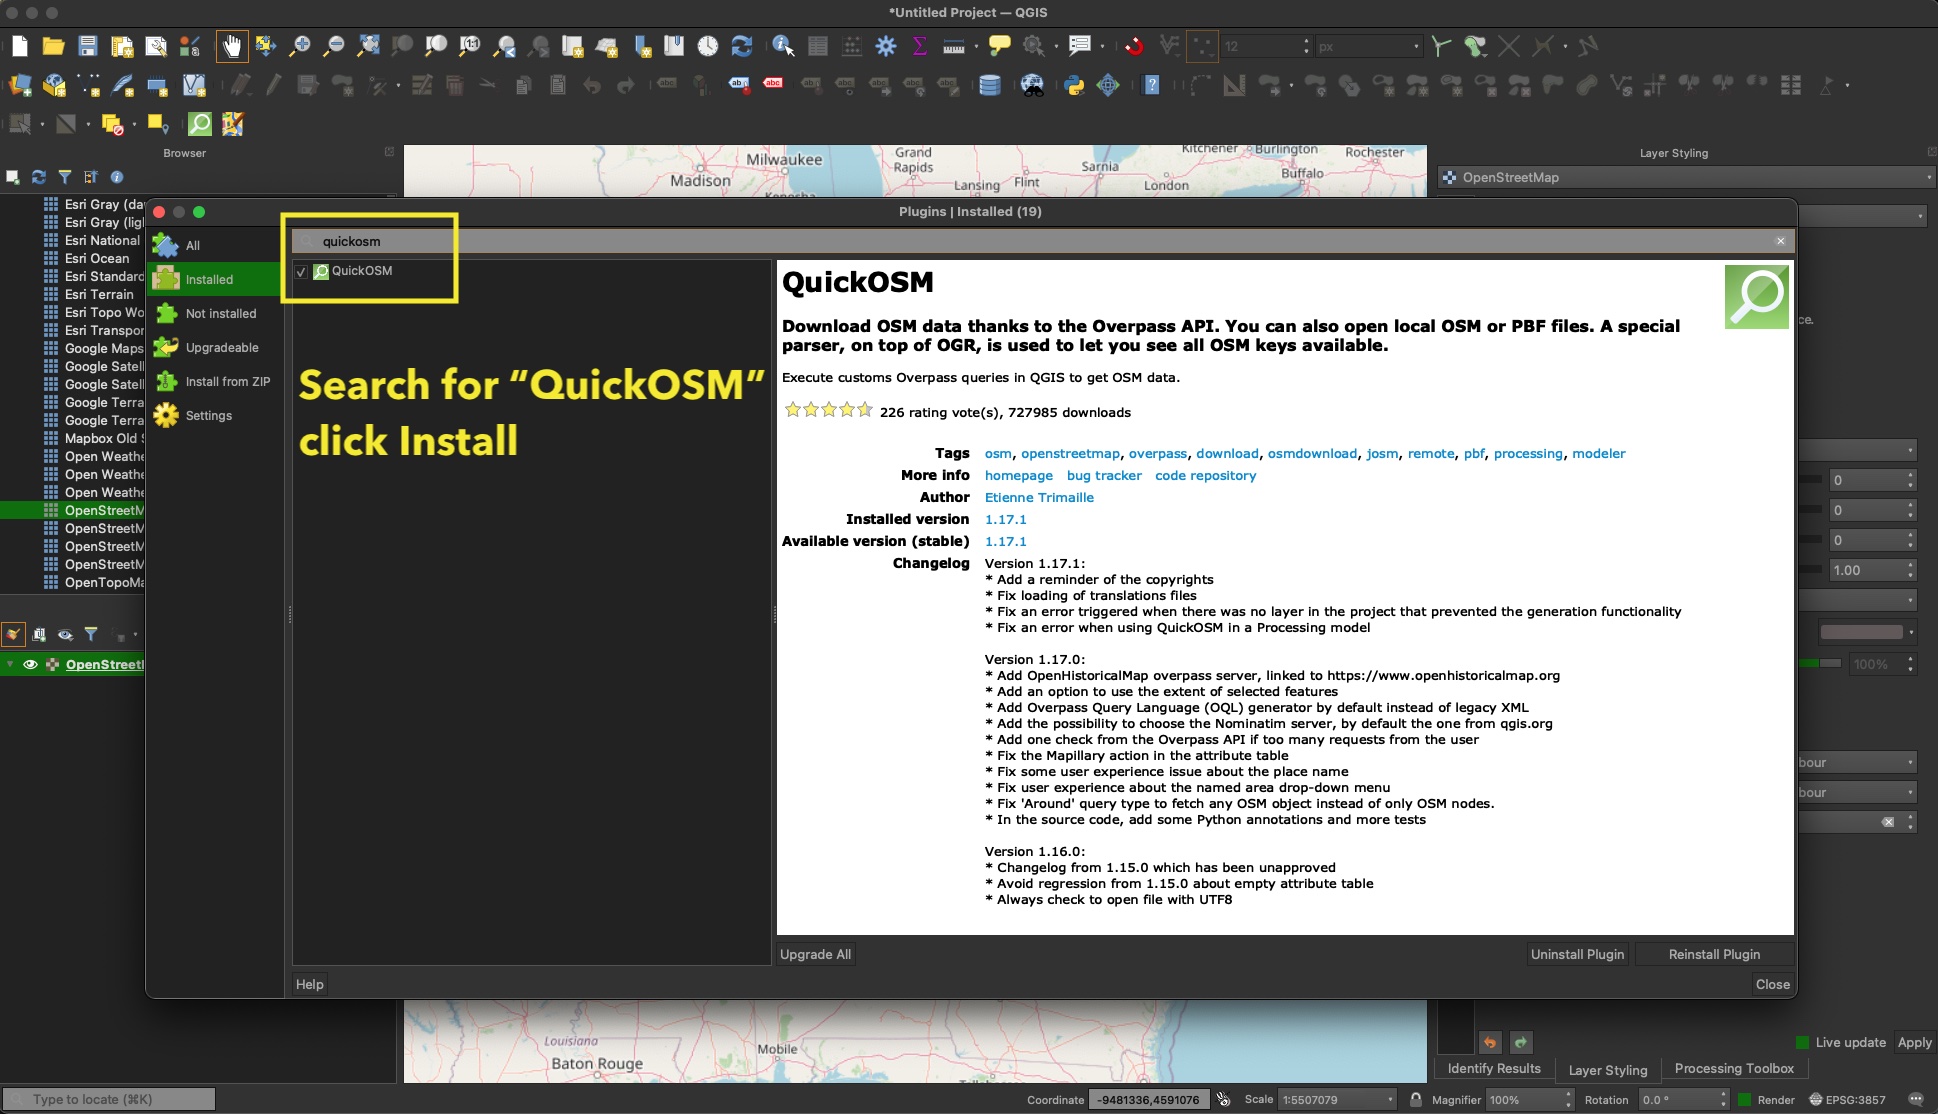 *Untitled Project — QGIS
12
px
abc
abc
Browser
Layer Styling
OpenStreetMap
Milwaukee
Grand
Rapids
Madison
Kenosha
Lansing
Flint
Sarnia
London
Kitchener
Burlington
Buffalo
Rochester
Esri Gray (da
Esri Gray (lig
Esri National
Esri Ocean
Esri Standar
Esri Terrain
Esri Topo Wo
Esri Transpor
Google Maps
Google Satel
Google Satel
Google Terra
Google Terra
Mapbox Old S
Open Weathe
Open Weathe
Open Weathe
OpenStreetM
OpenStreetM
OpenStreetM
OpenStreetM
OpenTopoMa
OpenStreetM
Plugins | Installed (19)
All
Installed
Not installed
Upgradeable
Install from ZIP
Settings
quickosm
QuickOSM
Search for “QuickOSM”
click Install
QuickOSM
Download OSM data thanks to the Overpass API. You can also open local OSM or PBF files. A special
parser, on top of OGR, is used to let you see all OSM keys available.
Execute customs Overpass queries in QGIS to get OSM data.
226 rating vote(s), 727985 downloads
Tags osm, openstreetmap, overpass, download, osmdownload, josm, remote, pbf, processing, modeler
More info homepage bug tracker code repository
Author Etienne Trimaille
Installed version 1.17.1
Available version (stable) 1.17.1
Changelog Version 1.17.1:
* Add a reminder of the copyrights
* Fix loading of translations files
* Fix an error triggered when there was no layer in the project that prevented the generation functionality
* Fix an error when using QuickOSM in a Processing model
Version 1.17.0:
* Add OpenHistoricalMap overpass server, linked to https://www.openhistoricalmap.org
* Add an option to use the extent of selected features
* Add Overpass Query Language (OQL) generator by default instead of legacy XML
* Add the possibility to choose the Nominatim server, by default the one from qgis.org
* Add one check from the Overpass API if too many requests from the user
* Fix the Mapillary action in the attribute table
* Fix some user experience issue about the place name
* Fix user experience about the named area drop-down menu
* Fix 'Around' query type to fetch any OSM object instead of only OSM nodes.
* In the source code, add some Python annotations and more tests
Version 1.16.0:
* Changelog from 1.15.0 which has been unapproved
* Avoid regression from 1.15.0 about empty attribute table
* Always check to open file with UTF8
Upgrade All
Uninstall Plugin
Reinstall Plugin
Help
Close
ce.
0
0
0
1.00
100%
bour
bour
Louisiana
Baton Rouge
Mobile
Live update
Apply
Identify Results
Layer Styling
Processing Toolbox
Type to locate (⌘K)
Coordinate -9481336,4591076
Scale 1:5507079
Magnifier 100%
Rotation 0.0 °
Render
EPSG:3857